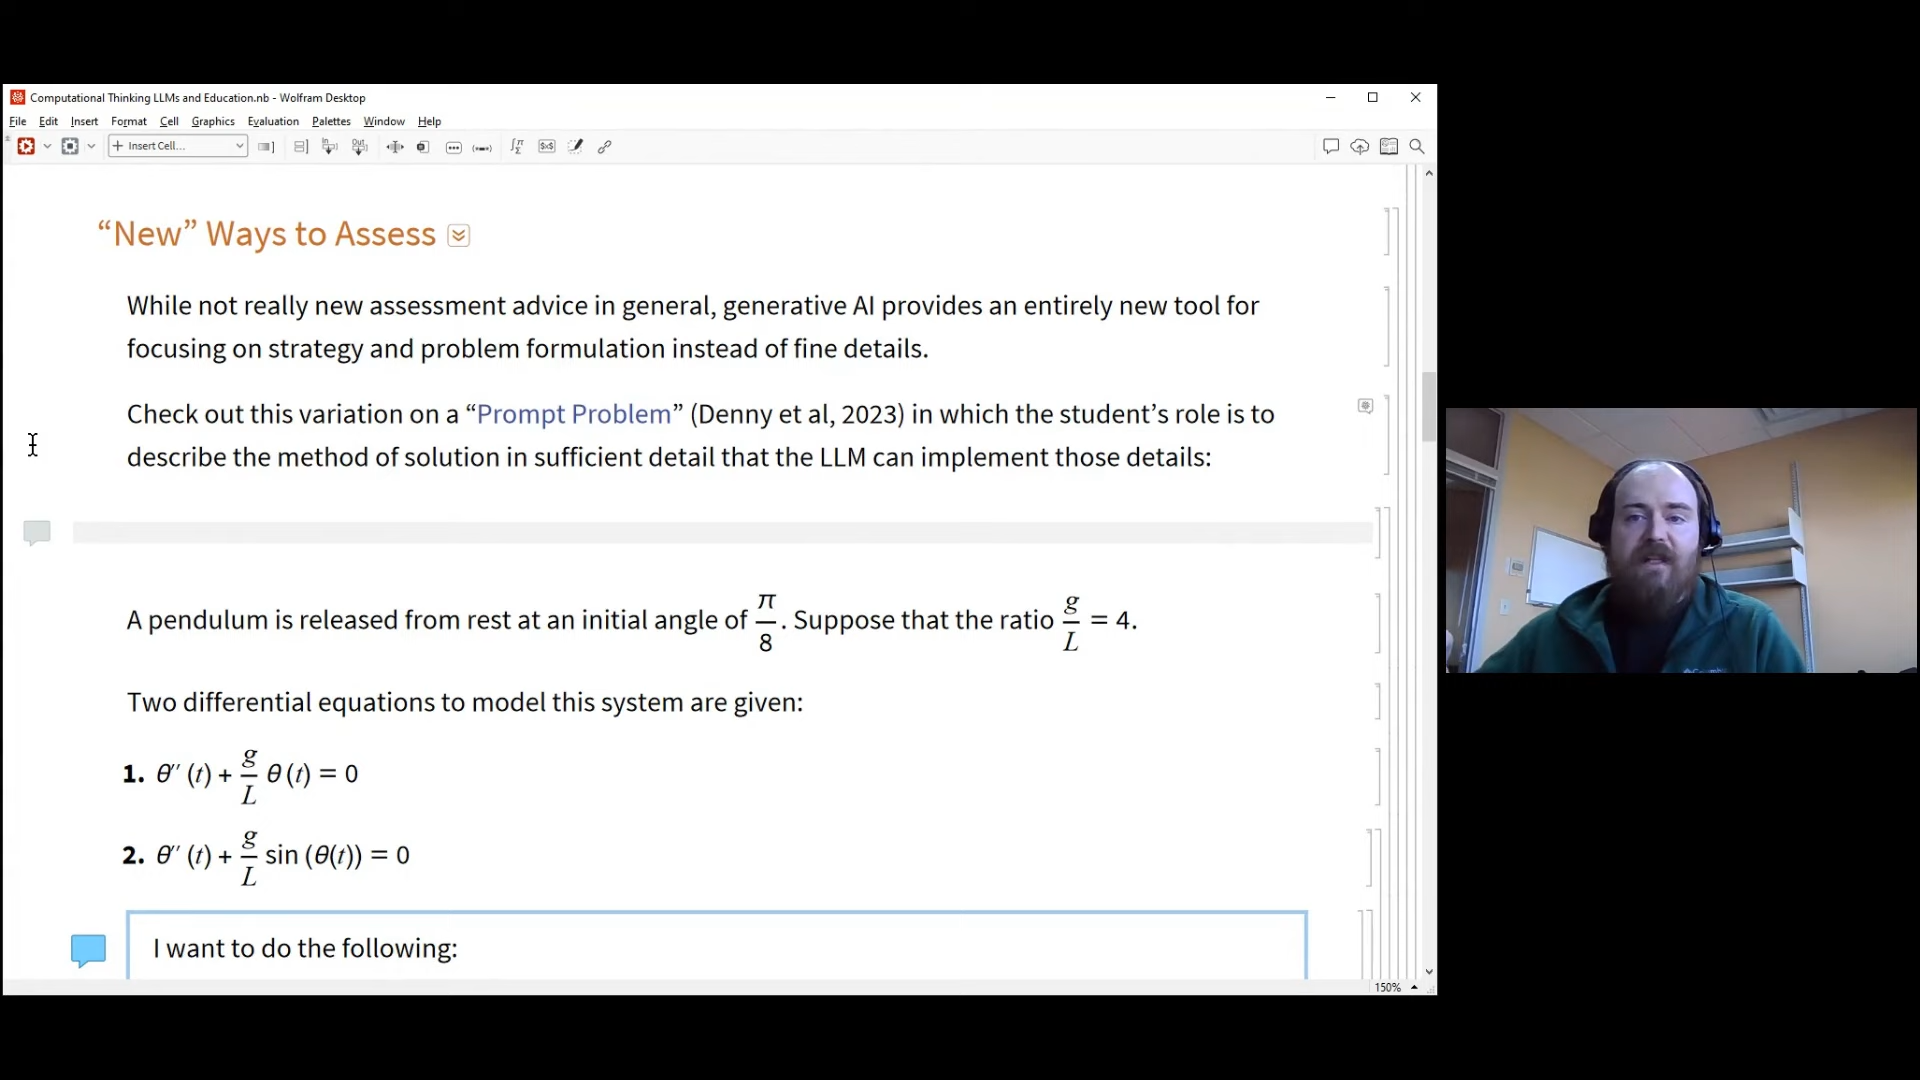 Computational Thinking LLMs and Education.nb - Wolfram Desktop
File Edit Insert Format Cell Graphics Evaluation Palettes Window Help
+ Insert Cell...
“New” Ways to Assess
While not really new assessment advice in general, generative AI provides an entirely new tool for
focusing on strategy and problem formulation instead of fine details.
Check out this variation on a “Prompt Problem” (Denny et al, 2023) in which the student’s role is to
describe the method of solution in sufficient detail that the LLM can implement those details:
A pendulum is released from rest at an initial angle of π/8. Suppose that the ratio g/L = 4.
Two differential equations to model this system are given:
1. θ′′(t) + g/L θ(t) = 0
2. θ′′(t) + g/L sin (θ(t)) = 0
I want to do the following:
150%